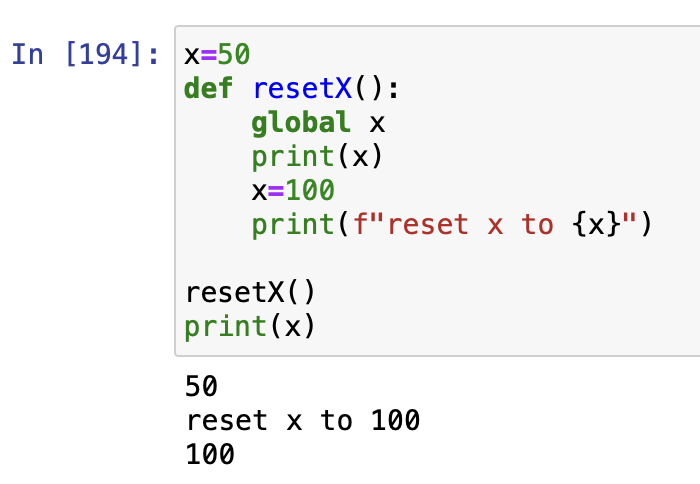 In [194]: x=50
def resetX():
    global x
    print(x)
    x=100
    print(f"reset x to {x}")
resetX()
print(x)
50
reset x to 100
100